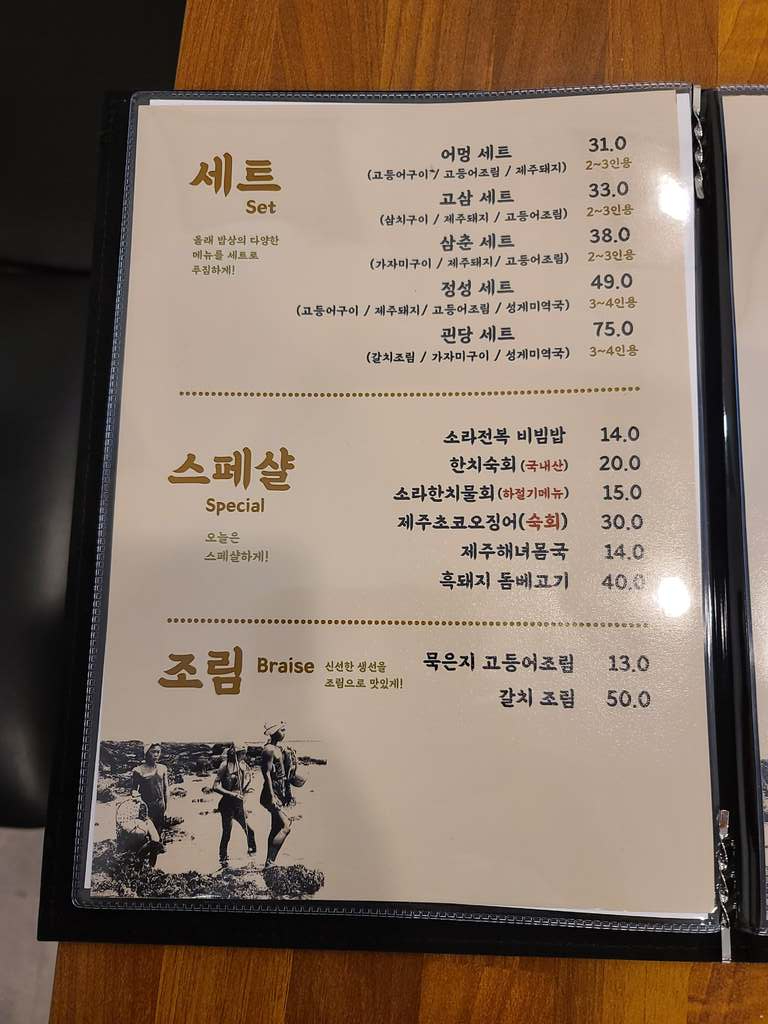 세트
Set
올래 밥상의 다양한
메뉴를 세트로
푸짐하게!
어멍 세트 31.0
(고등어구이 / 고등어조림 / 제주돼지) 2~3인용
고삼 세트 33.0
(삼치구이 / 제주돼지 / 고등어조림) 2~3인용
삼춘 세트 38.0
(가자미구이 / 제주돼지/ 고등어조림) 2~3인용
정성 세트 49.0
(고등어구이 / 제주돼지/ 고등어조림 / 성게미역국) 3~4인용
괸당 세트 75.0
(갈치조림 / 가자미구이 / 성게미역국) 3~4인용
스페샬
Special
오늘은
스페샬하게!
소라전복 비빔밥 14.0
한치숙회(국내산) 20.0
소라한치물회(하절기메뉴) 15.0
제주초코오징어(숙회) 30.0
제주해녀몸국 14.0
흑돼지 돔베고기 40.0
조림 Braise
신선한 생선을
조림으로 맛있게!
묵은지 고등어조림 13.0
갈치 조림 50.0